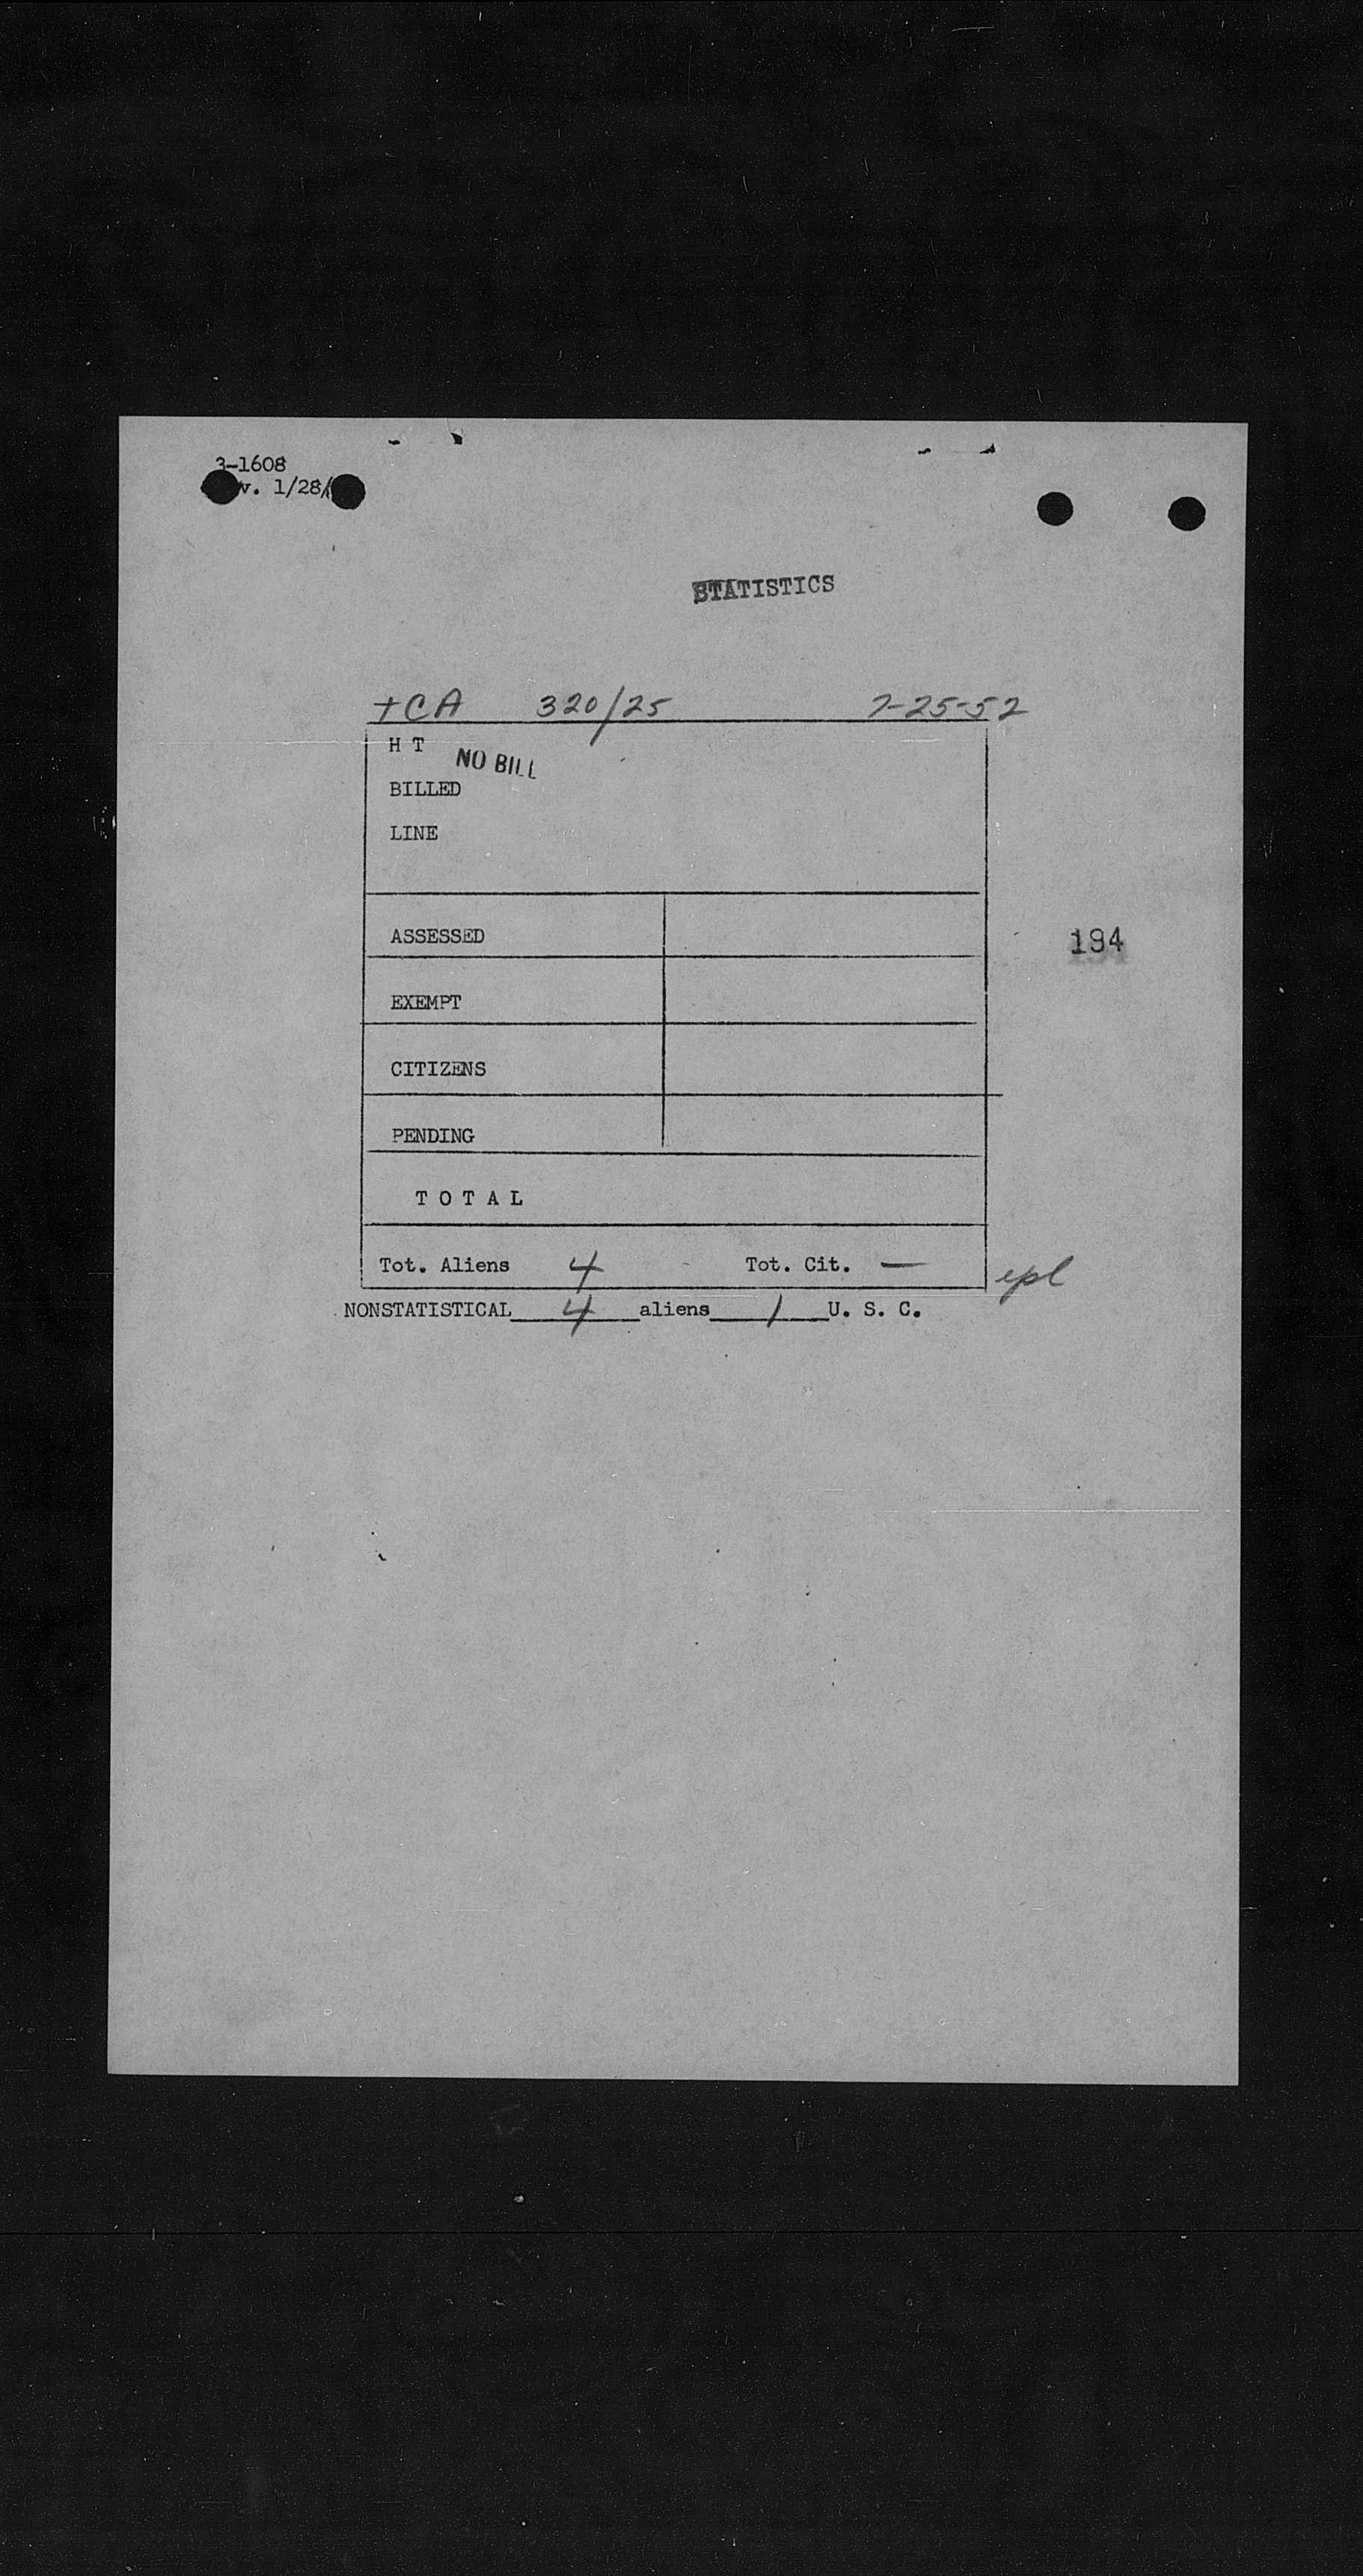 3-1608
v. 1/28/
STATISTICS
+CA 320/25 7-25-52
H T
NO BILL
BILLED
LINE
ASSESSED
194
EXEMPT
CITIZENS
PENDING
T O T A L
Tot. Aliens 4 Tot. Cit. —
epl
NONSTATISTICAL 4 aliens 1 U. S. C.